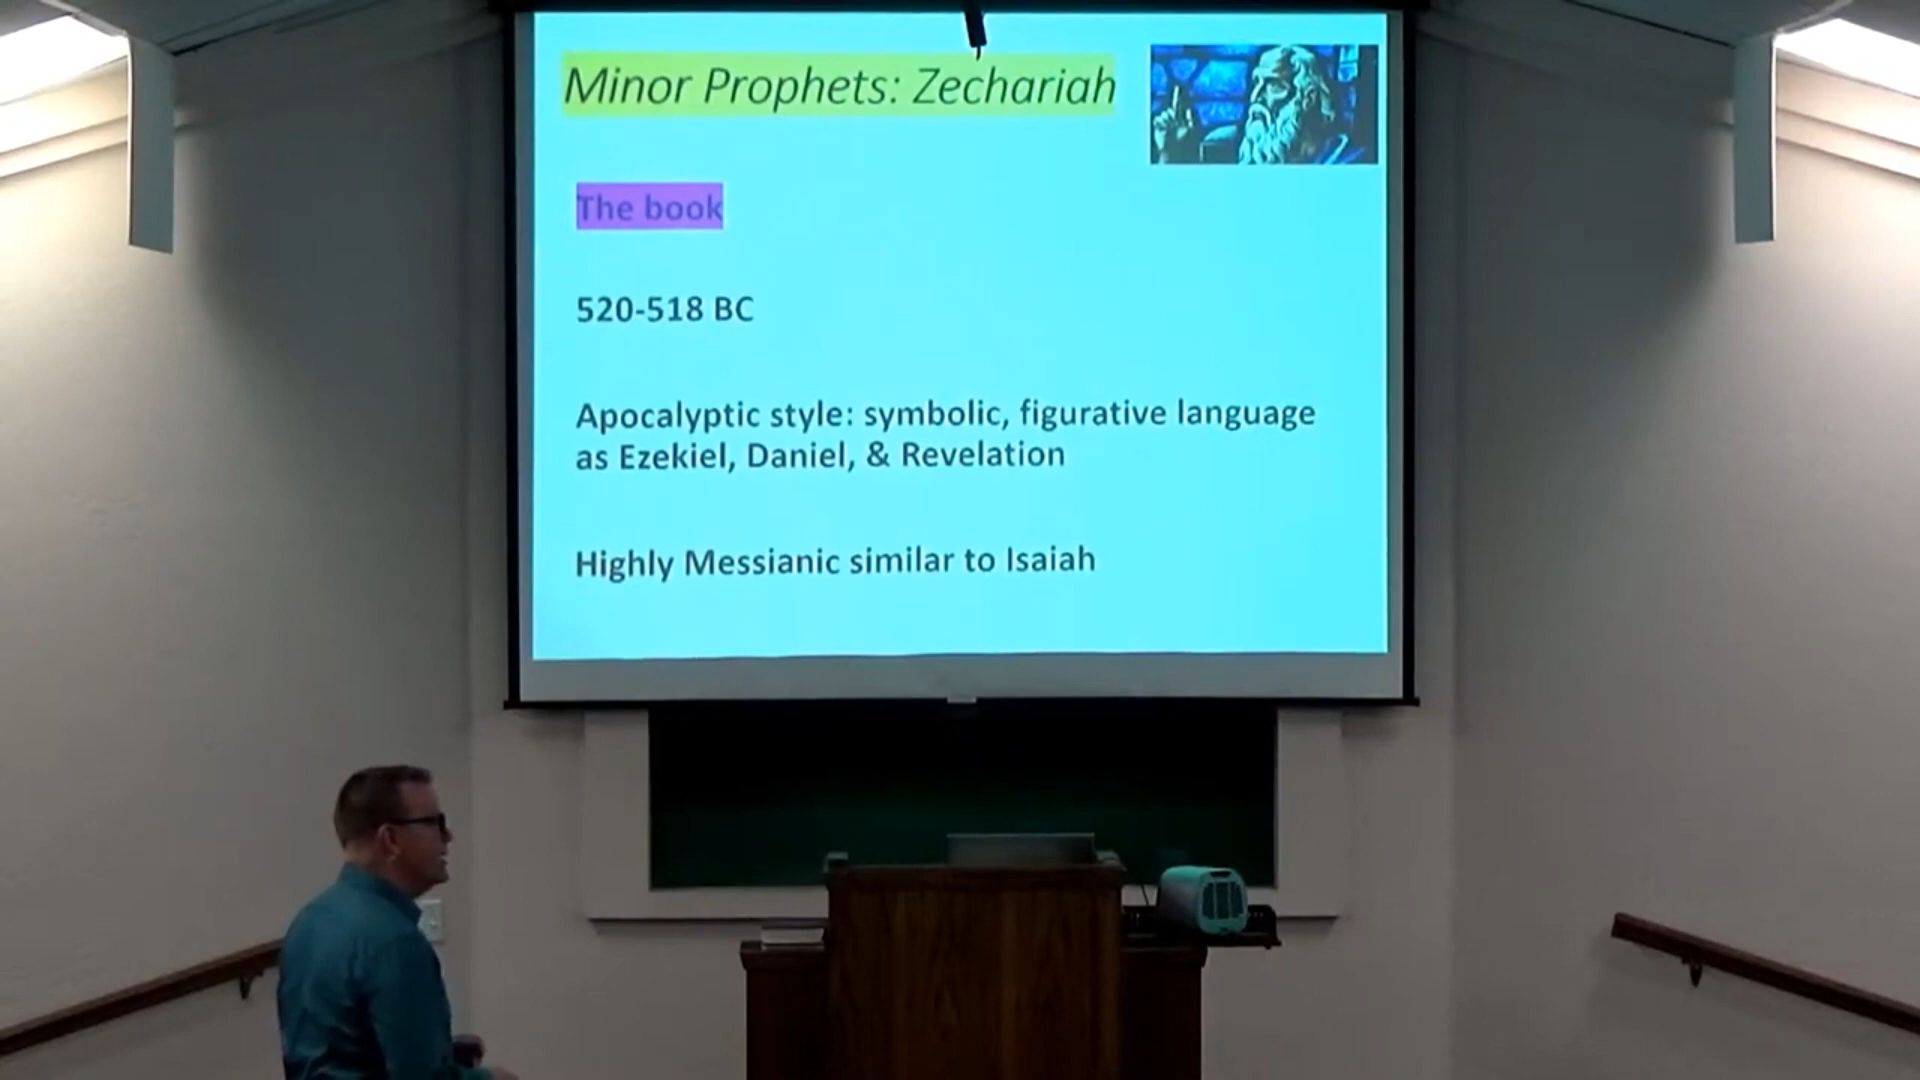 Minor Prophets: Zechariah
The book
520-518 BC
Apocalyptic style: symbolic, figurative language
as Ezekiel, Daniel, & Revelation
Highly Messianic similar to Isaiah